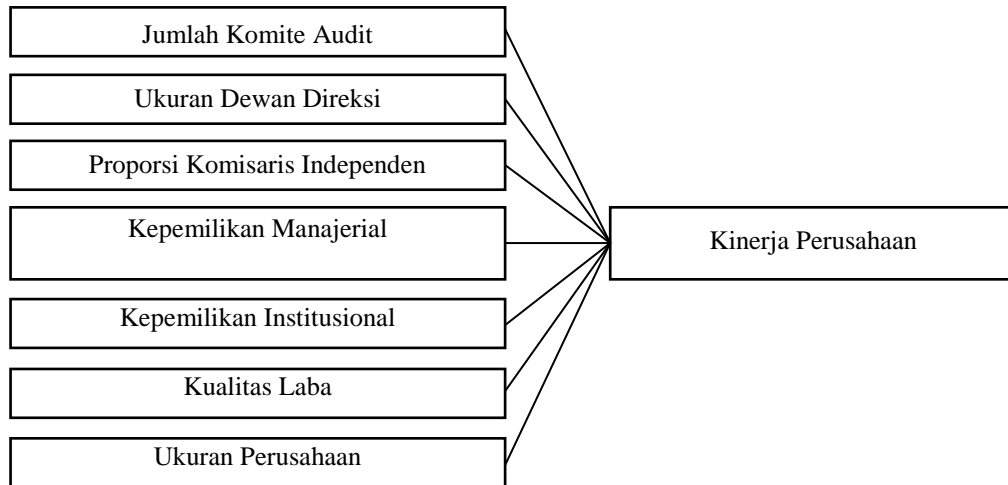 Jumlah Komite Audit
Ukuran Dewan Direksi
Proporsi Komisaris Independen
Kepemilikan Manajerial
Kinerja Perusahaan
Kepemilikan Institusional
Kualitas Laba
Ukuran Perusahaan